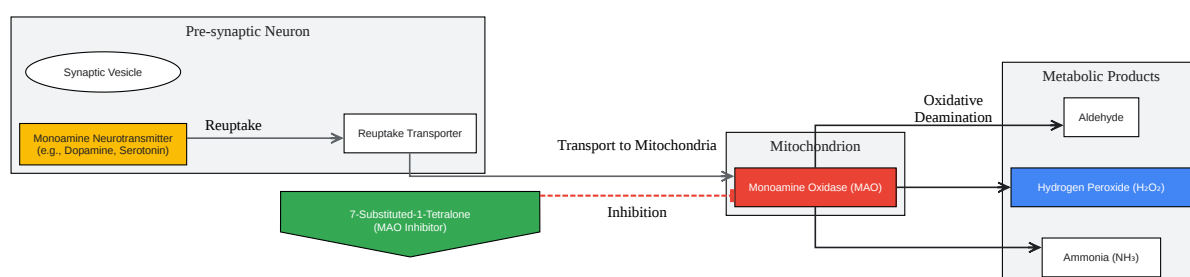 Pre-synaptic Neuron
Synaptic Vesicle
Monoamine Neurotransmitter
(e.g., Dopamine, Serotonin)
Reuptake
Reuptake Transporter
Transport to Mitochondria
7-Substituted-1-Tetralone
(MAO Inhibitor)
Inhibition
Mitochondrion
Monoamine Oxidase (MAO)
Oxidative
Deamination
Metabolic Products
Aldehyde
Hydrogen Peroxide (H₂O₂)
Ammonia (NH₃)